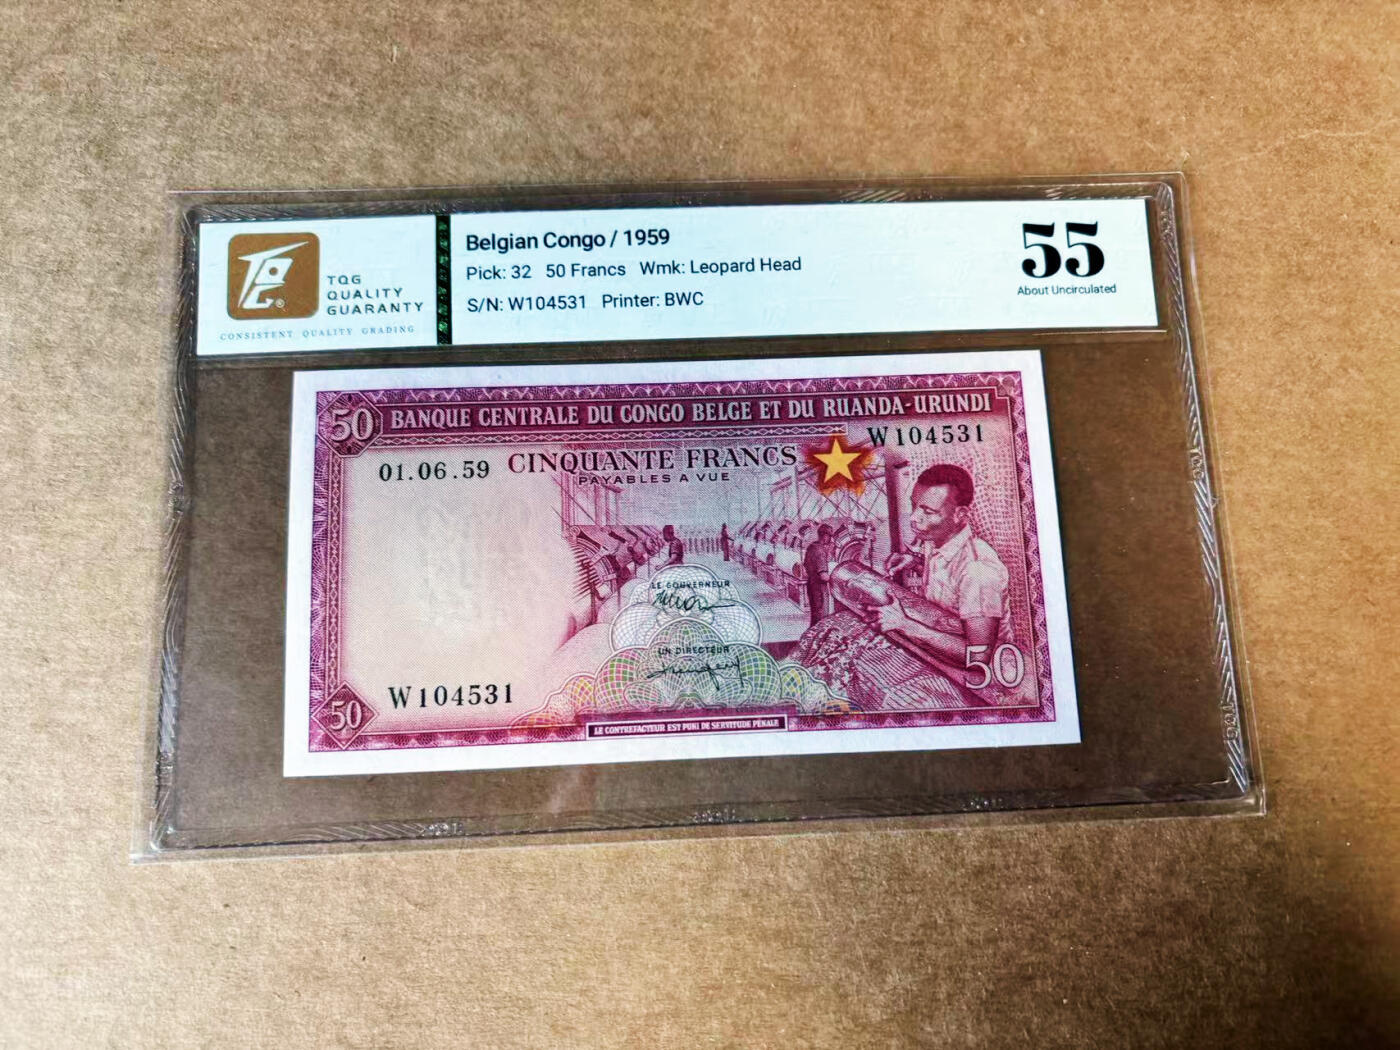 TQG
QUALITY
GUARANTY
CONSISTENT QUALITY GRADING
Belgian Congo / 1959
Pick: 32 50 Francs Wmk: Leopard Head
S/N: W104531 Printer: BWC
55
About Uncirculated
50 BANQUE CENTRALE DU CONGO BELGE ET DU RUANDA-URUNDI
W104531
01.06.59 CINQUANTE FRANCS
PAYABLES A VUE
LE GOUVERNEUR
UN DIRECTEUR
50
W104531
50
LE CONTREFACTEUR EST PUNI DE SERVITUDE PÉNALE